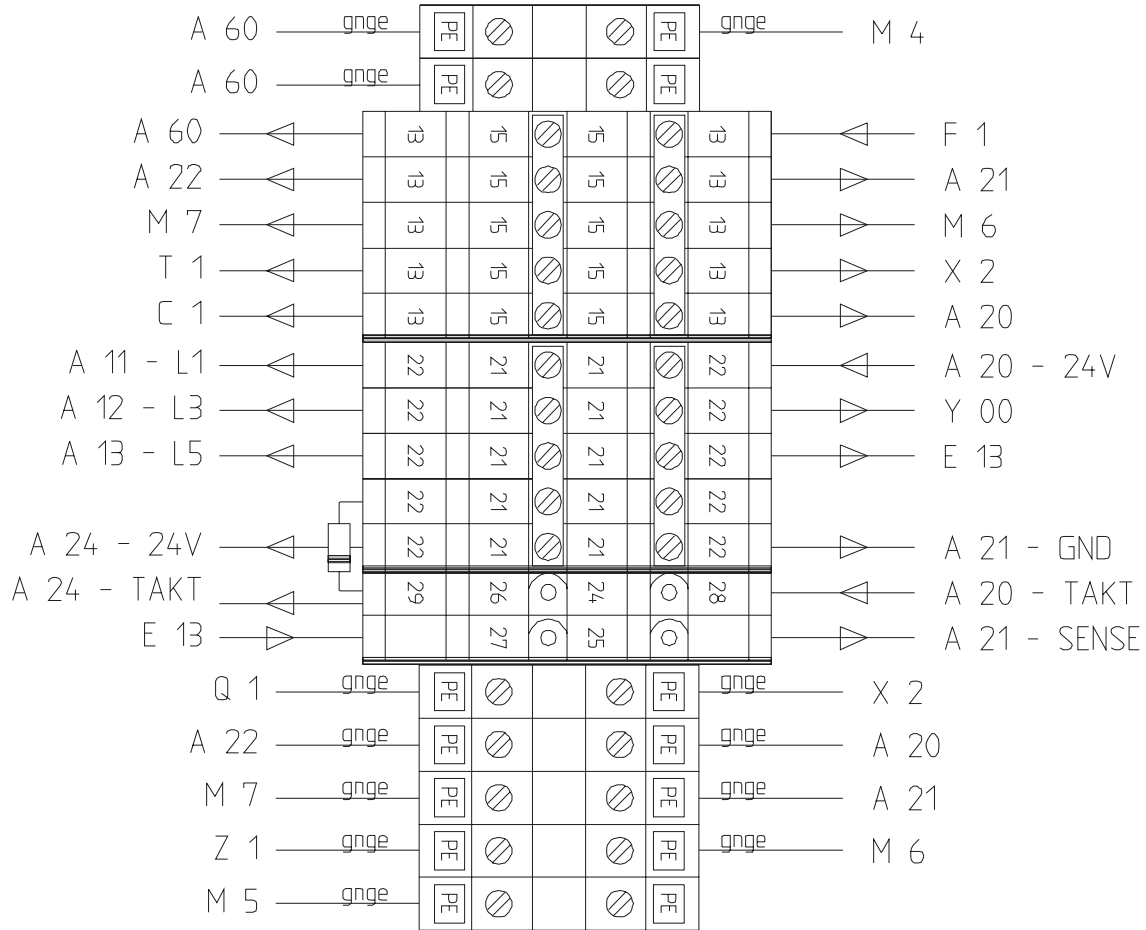 A 60 gnge PE PE gnge M 4
A 60 gnge PE PE
A 60 13 15 15 13 F 1
A 22 13 15 15 13 A 21
M 7 13 15 15 13 M 6
T 1 13 15 15 13 X 2
C 1 13 15 15 13 A 20
A 11 - L1 22 21 21 22 A 20 - 24V
A 12 - L3 22 21 21 22 Y 00
A 13 - L5 22 21 21 22 E 13
22 21 21 22
A 24 - 24V 22 21 21 22 A 21 - GND
A 24 - TAKT 29 26 24 28 A 20 - TAKT
E 13 27 25 A 21 - SENSE
Q 1 gnge PE PE gnge X 2
A 22 gnge PE PE gnge A 20
M 7 gnge PE PE gnge A 21
Z 1 gnge PE PE gnge M 6
M 5 gnge PE PE